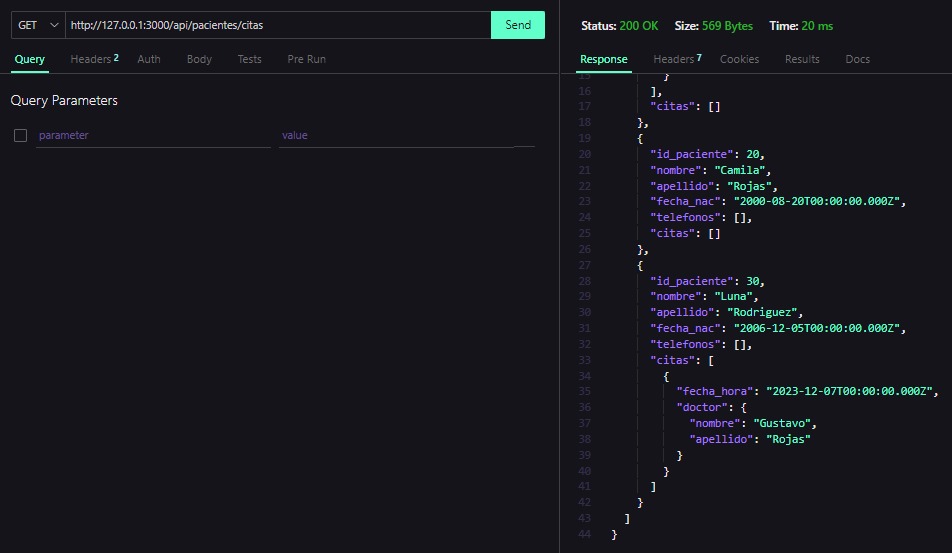 GET
http://127.0.0.1:3000/api/pacientes/citas
Send
Query
Headers 2
Auth
Body
Tests
Pre Run
Query Parameters
parameter
value
Status: 200 OK
Size: 569 Bytes
Time: 20 ms
Response
Headers 7
Cookies
Results
Docs
15 }
16 ],
17 "citas": []
18 },
19 {
20 "id_paciente": 20,
21 "nombre": "Camila",
22 "apellido": "Rojas",
23 "fecha_nac": "2000-08-20T00:00:00.000Z",
24 "telefonos": [],
25 "citas": []
26 },
27 {
28 "id_paciente": 30,
29 "nombre": "Luna",
30 "apellido": "Rodriguez",
31 "fecha_nac": "2006-12-05T00:00:00.000Z",
32 "telefonos": [],
33 "citas": [
34 {
35 "fecha_hora": "2023-12-07T00:00:00.000Z",
36 "doctor": {
37 "nombre": "Gustavo",
38 "apellido": "Rojas"
39 }
40 }
41 ]
42 }
43 ]
44 }